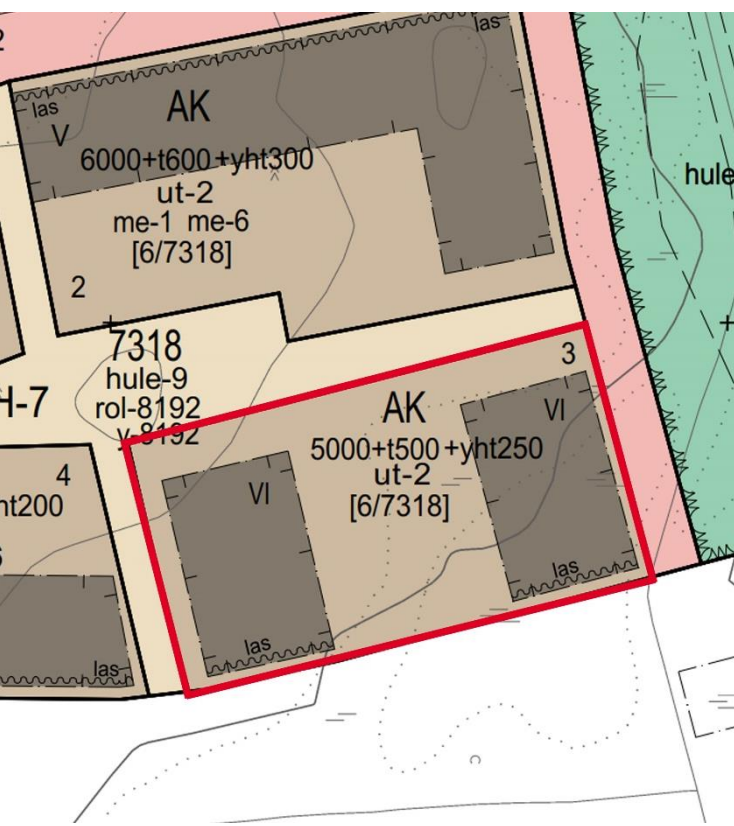 2
las
las
AK
V
6000+t600+yht300
ut-2
me-1 me-6
[6/7318]
2
hule
7318
hule-9
rol-8192
y-8192
H-7
3
AK
VI
5000+t500+yht250
ut-2
[6/7318]
VI
4
ht200
las
las
las